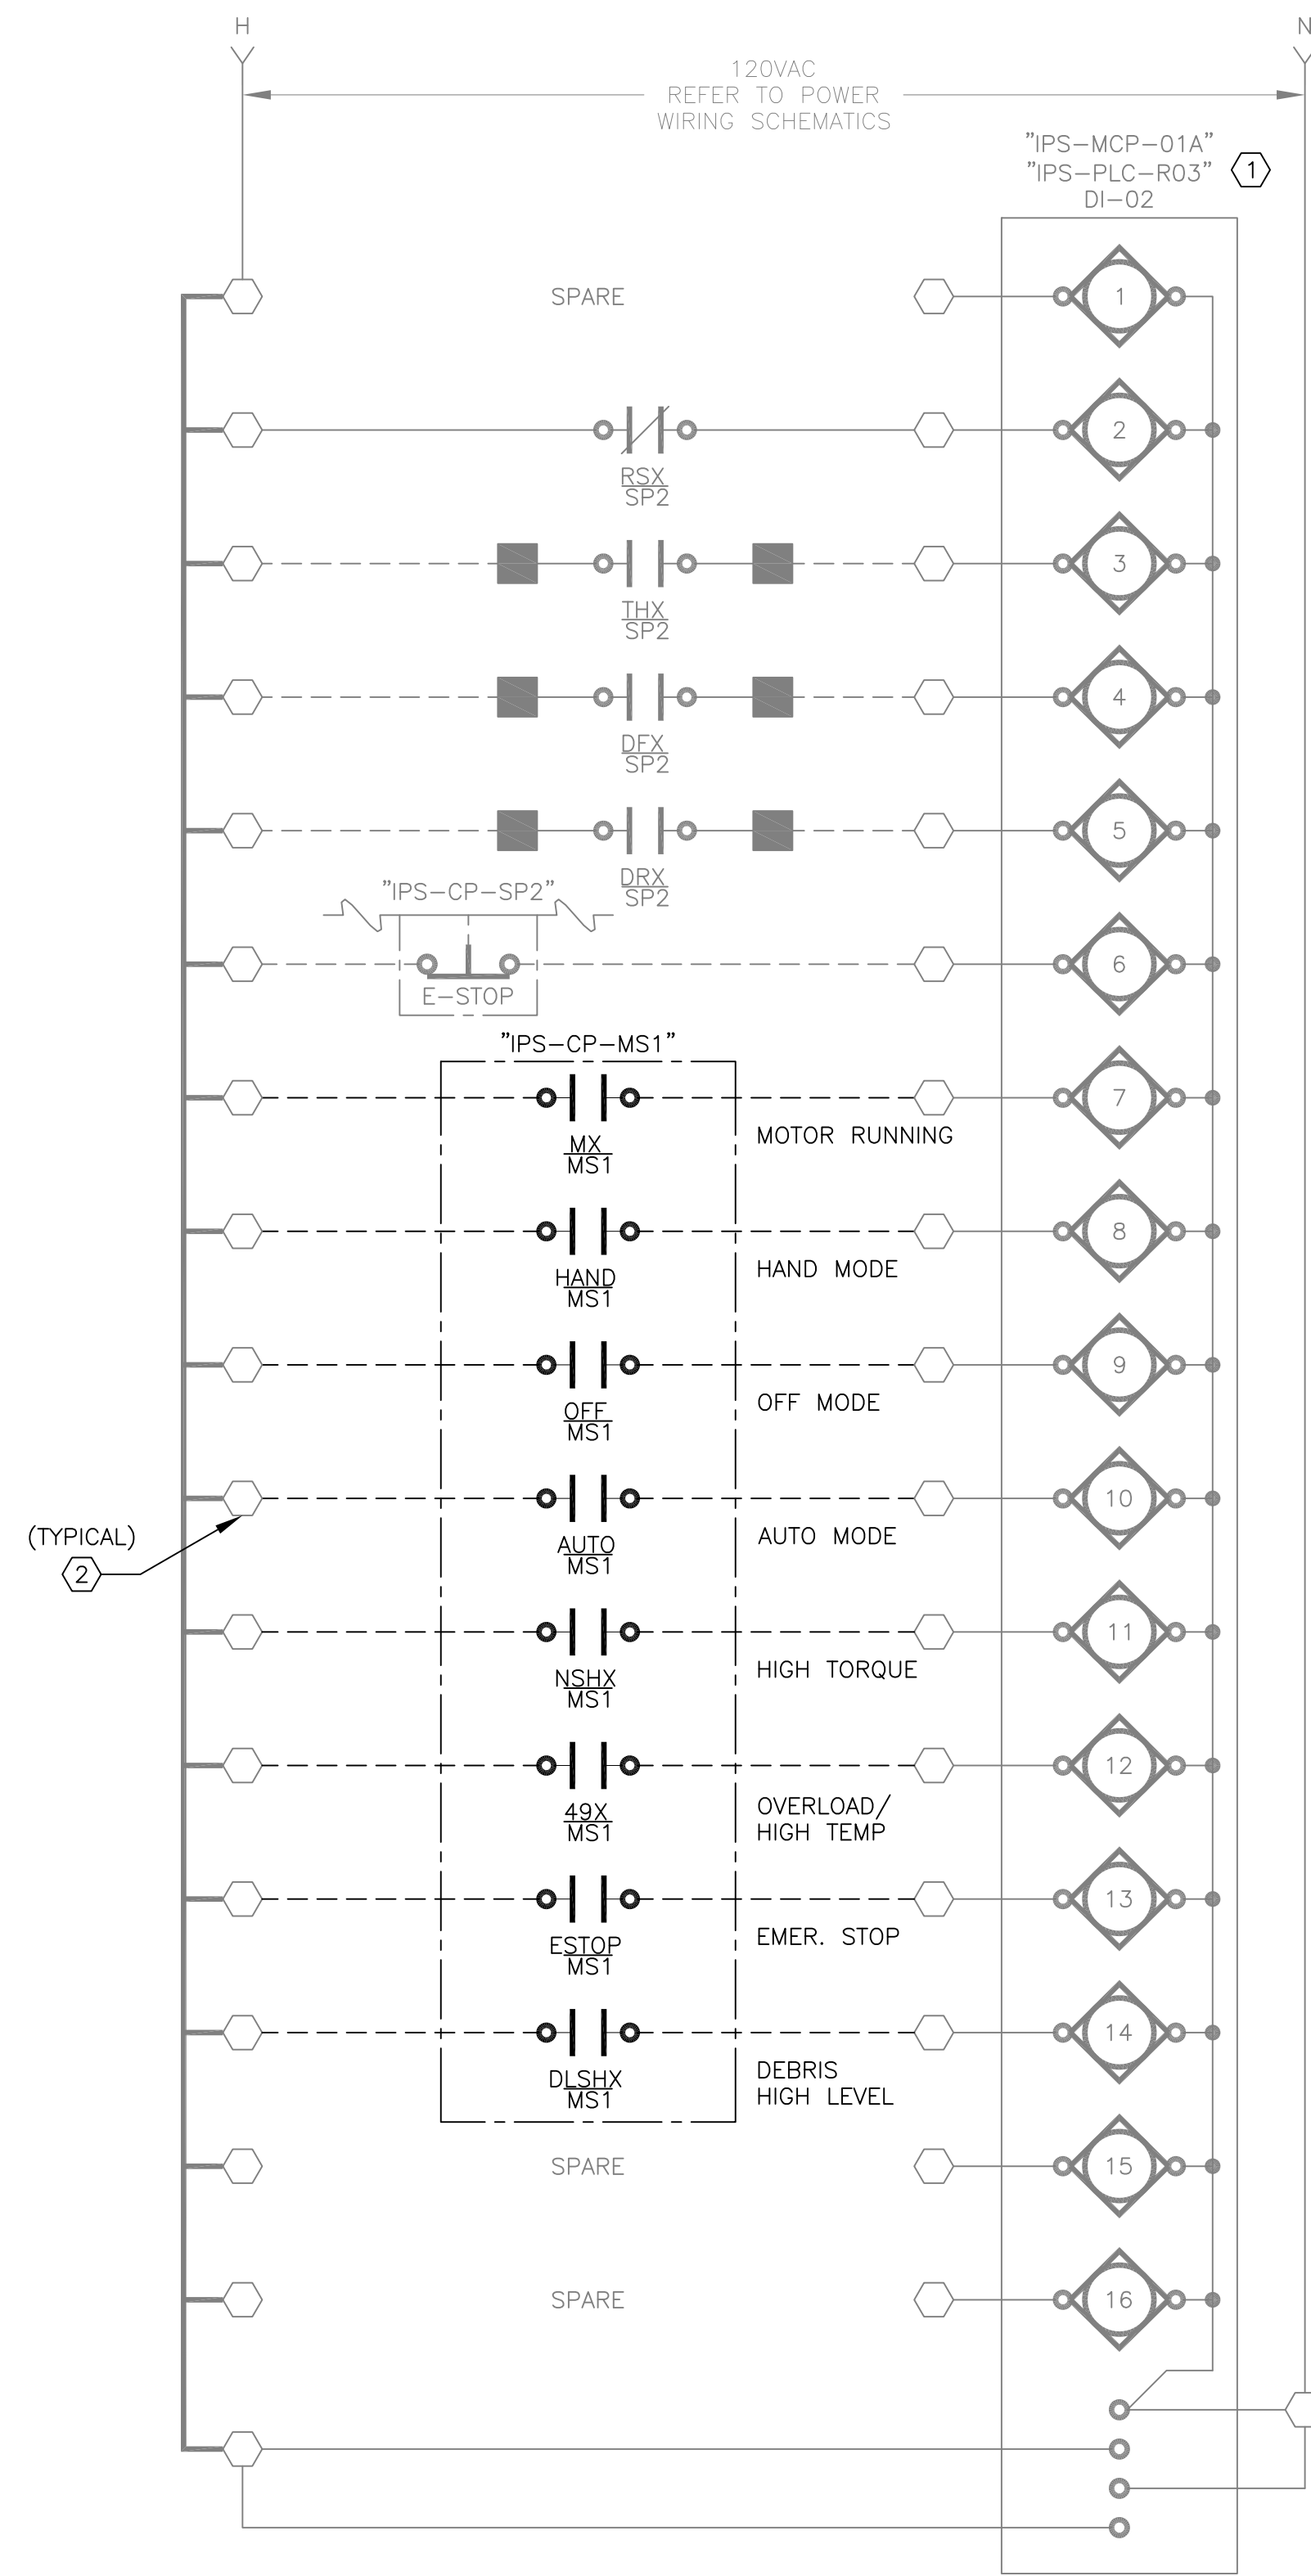 H
N
120VAC
REFER TO POWER
WIRING SCHEMATICS
"IPS-MCP-01A"
"IPS-PLC-R03"
1
DI-02
SPARE
1
2
RSX
SP2
3
THX
SP2
4
DFX
SP2
5
DRX
SP2
"IPS-CP-SP2"
6
E-STOP
"IPS-CP-MS1"
7
MOTOR RUNNING
MX
MS1
8
HAND MODE
HAND
MS1
9
OFF MODE
OFF
MS1
10
(TYPICAL)
AUTO MODE
AUTO
MS1
2
11
HIGH TORQUE
NSHX
MS1
12
OVERLOAD/
HIGH TEMP
49X
MS1
13
EMER. STOP
ESTOP
MS1
14
DEBRIS
HIGH LEVEL
DLSHX
MS1
SPARE
15
SPARE
16